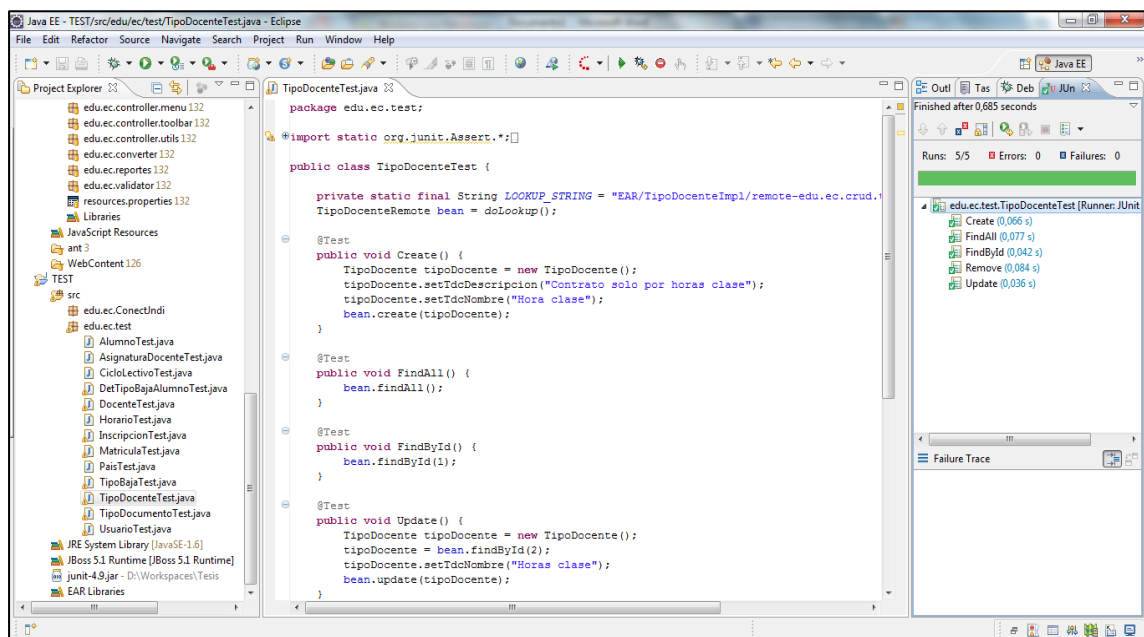 Java EE - TEST/src/edu/ec/test/TipoDocenteTest.java - Eclipse
File Edit Refactor Source Navigate Search Project Run Window Help
Java EE
Project Explorer
edu.ec.controller.menu 132
edu.ec.controller.toolbar 132
edu.ec.controller.utils 132
edu.ec.converter 132
edu.ec.reportes 132
edu.ec.validator 132
resources.properties 132
Libraries
JavaScript Resources
ant 3
WebContent 126
TEST
src
edu.ec.ConectJndi
edu.ec.test
AlumnoTest.java
AsignaturaDocenteTest.java
CicloLectivoTest.java
DetTipoBajaAlumnoTest.java
DocenteTest.java
HorarioTest.java
InscripcionTest.java
MatriculaTest.java
PaisTest.java
TipoBajaTest.java
TipoDocenteTest.java
TipoDocumentoTest.java
UsuarioTest.java
JRE System Library [JavaSE-1.6]
JBoss 5.1 Runtime [JBoss 5.1 Runtime]
junit-4.9.jar - D:\Workspaces\Tesis
EAR Libraries
TipoDocenteTest.java
package edu.ec.test;
import static org.junit.Assert.*;
public class TipoDocenteTest {
private static final String LOOKUP_STRING = "EAR/TipoDocenteImpl/remote-edu.ec.crud.t
TipoDocenteRemote bean = doLookup();
@Test
public void Create() {
TipoDocente tipoDocente = new TipoDocente();
tipoDocente.setTdcDescripcion("Contrato solo por horas clase");
tipoDocente.setTdcNombre("Hora clase");
bean.create(tipoDocente);
}
@Test
public void FindAll() {
bean.findAll();
}
@Test
public void FindById() {
bean.findById(1);
}
@Test
public void Update() {
TipoDocente tipoDocente = new TipoDocente();
tipoDocente = bean.findById(2);
tipoDocente.setTdcNombre("Horas clase");
bean.update(tipoDocente);
}
Outl Tas Deb JUn
Finished after 0,685 seconds
Runs: 5/5 Errors: 0 Failures: 0
edu.ec.test.TipoDocenteTest [Runner: JUnit
Create (0,066 s)
FindAll (0,077 s)
FindById (0,042 s)
Remove (0,084 s)
Update (0,036 s)
Failure Trace